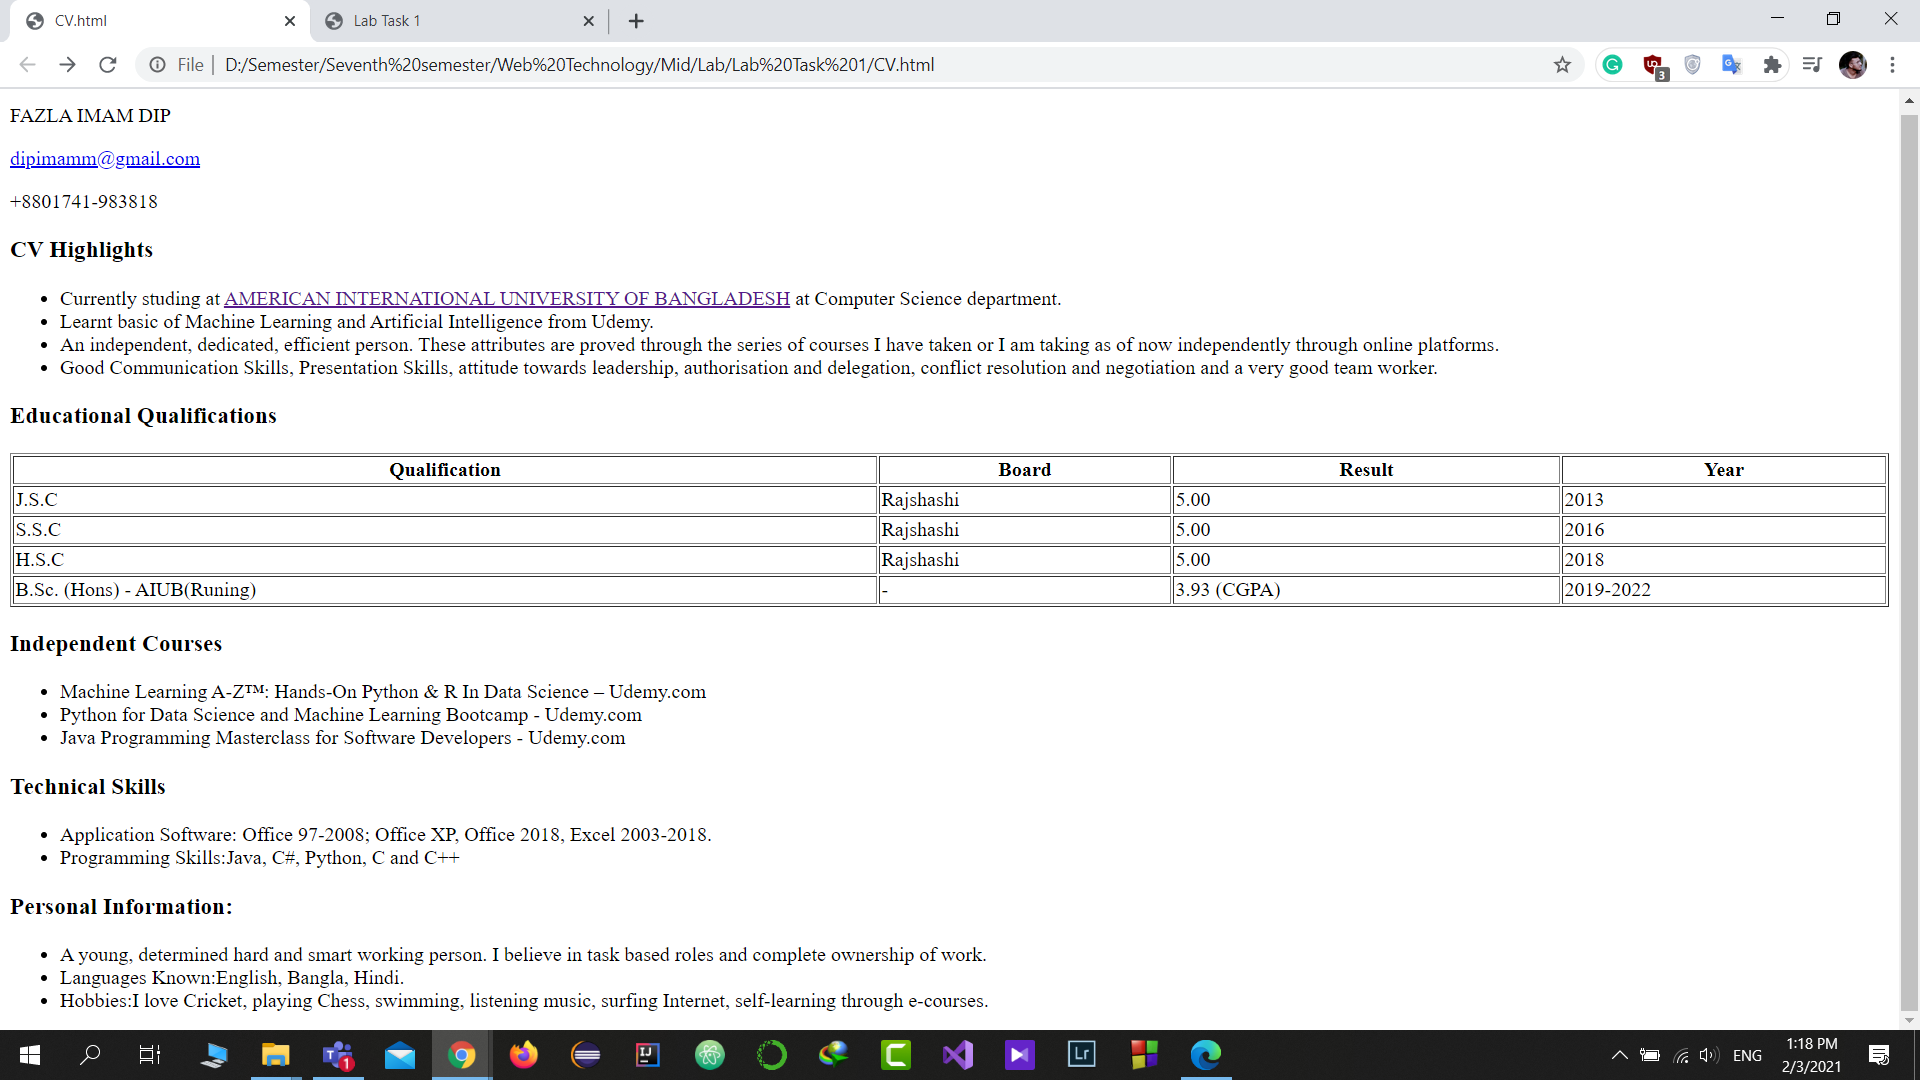 CV.html
Lab Task 1
File | D:/Semester/Seventh%20semester/Web%20Technology/Mid/Lab/Lab%20Task%201/CV.html
3
FAZLA IMAM DIP
dipimamm@gmail.com
+8801741-983818
CV Highlights
• Currently studing at AMERICAN INTERNATIONAL UNIVERSITY OF BANGLADESH at Computer Science department.
• Learnt basic of Machine Learning and Artificial Intelligence from Udemy.
• An independent, dedicated, efficient person. These attributes are proved through the series of courses I have taken or I am taking as of now independently through online platforms.
• Good Communication Skills, Presentation Skills, attitude towards leadership, authorisation and delegation, conflict resolution and negotiation and a very good team worker.
Educational Qualifications
Qualification Board Result Year
J.S.C Rajshashi 5.00 2013
S.S.C Rajshashi 5.00 2016
H.S.C Rajshashi 5.00 2018
B.Sc. (Hons) - AIUB(Runing) - 3.93 (CGPA) 2019-2022
Independent Courses
• Machine Learning A-Z™: Hands-On Python & R In Data Science – Udemy.com
• Python for Data Science and Machine Learning Bootcamp - Udemy.com
• Java Programming Masterclass for Software Developers - Udemy.com
Technical Skills
• Application Software: Office 97-2008; Office XP, Office 2018, Excel 2003-2018.
• Programming Skills:Java, C#, Python, C and C++
Personal Information:
• A young, determined hard and smart working person. I believe in task based roles and complete ownership of work.
• Languages Known:English, Bangla, Hindi.
• Hobbies:I love Cricket, playing Chess, swimming, listening music, surfing Internet, self-learning through e-courses.
1
IJ
C
Lr
ENG
1:18 PM
2/3/2021